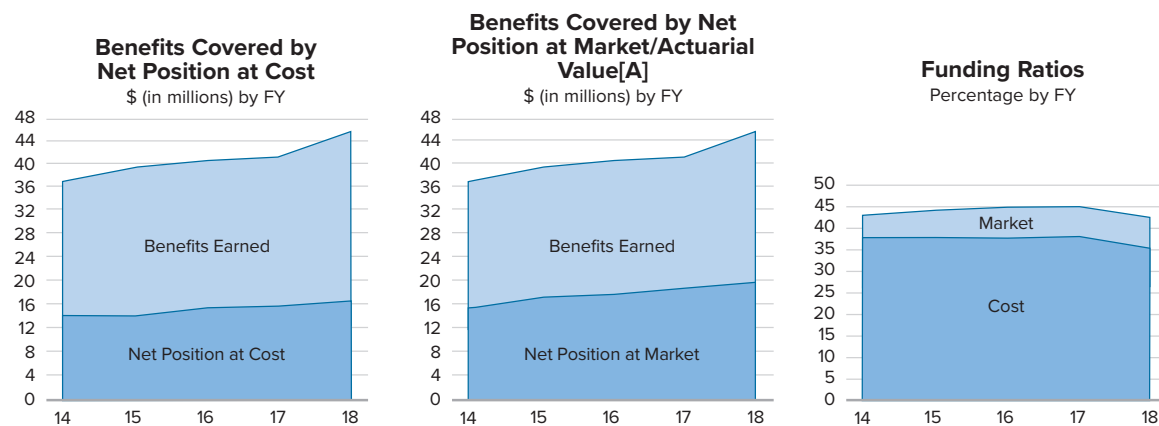 Benefits Covered by
Net Position at Cost
$ (in millions) by FY
48
44
40
36
32
28
24
20
16
12
8
4
0
Benefits Earned
Net Position at Cost
14 15 16 17 18
Benefits Covered by Net
Position at Market/Actuarial
Value[A]
$ (in millions) by FY
48
44
40
36
32
28
24
20
16
12
8
4
0
Benefits Earned
Net Position at Market
14 15 16 17 18
Funding Ratios
Percentage by FY
50
45
40
35
30
25
20
15
10
5
0
Market
Cost
14 15 16 17 18